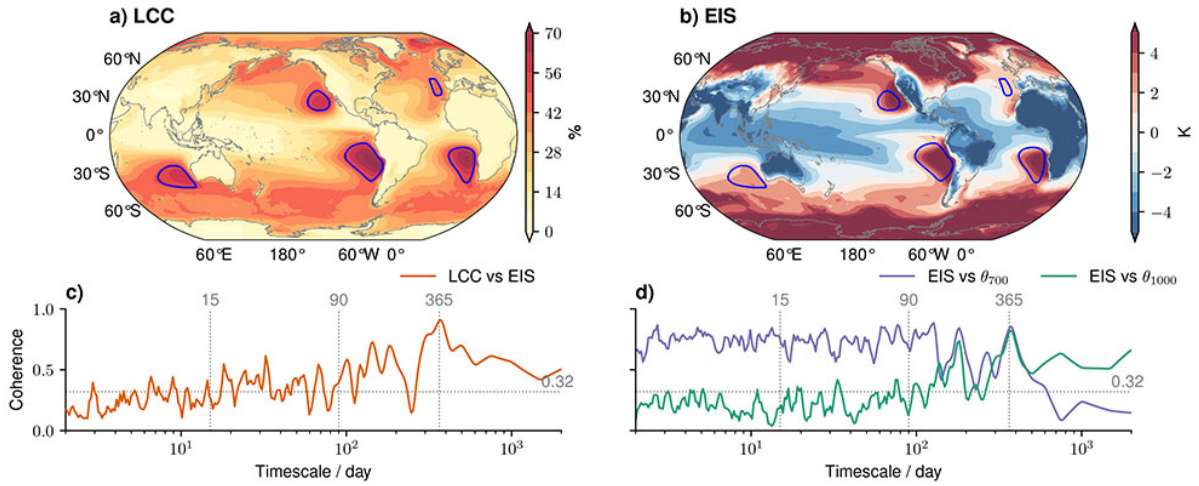 a) LCC
60°N
30°N
0°
30°S
60°S
60°E 180° 60°W 0°
70
56
42
28
14
0
%
b) EIS
60°N
30°N
0°
30°S
60°S
60°E 180° 60°W 0°
4
2
0
−2
−4
K
c)
LCC vs EIS
15 90 365
1.0
0.5
0.0
Coherence
0.32
10¹ 10² 10³
Timescale / day
d)
EIS vs θ₇₀₀ EIS vs θ₁₀₀₀
15 90 365
0.32
10¹ 10² 10³
Timescale / day